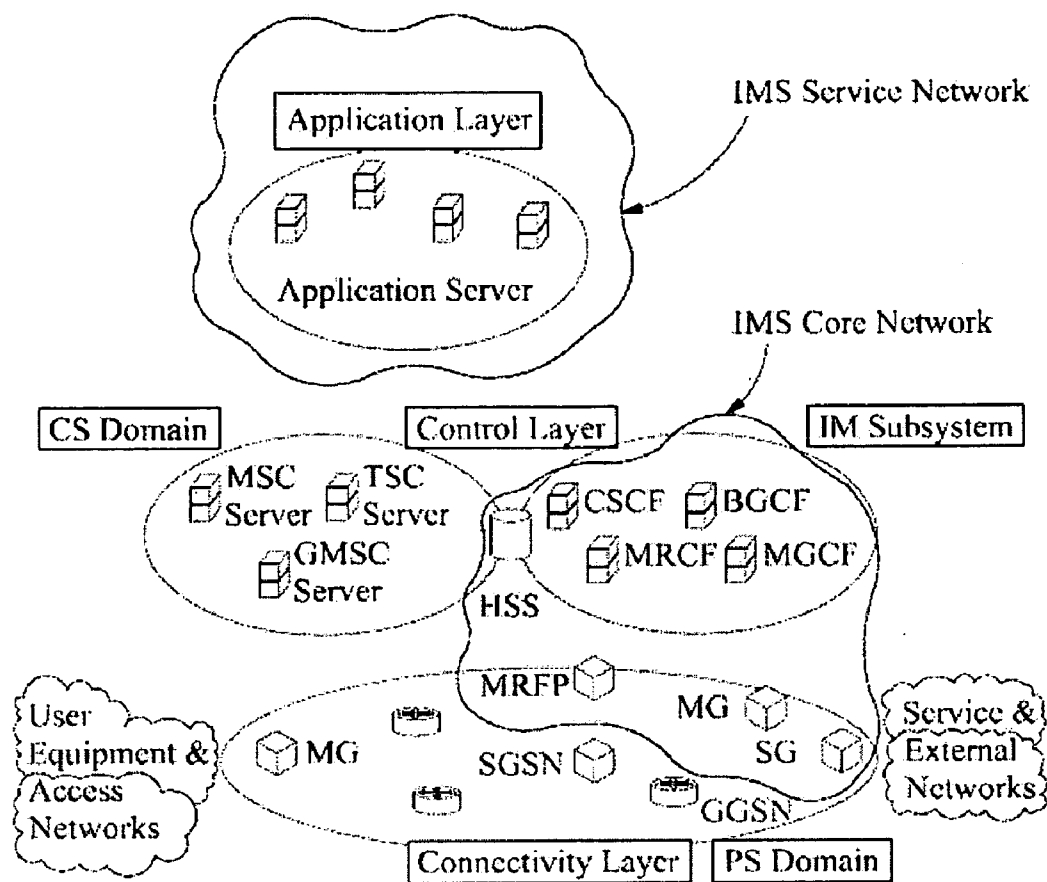 IMS Service Network
Application Layer
Application Server
IMS Core Network
CS Domain
Control Layer
IM Subsystem
MSC
Server
TSC
Server
GMSC
Server
HSS
CSCF
BGCF
MRCF
MGCF
MRFP
MG
SG
User
Equipment &
Access
Networks
MG
SGSN
GGSN
Service &
External
Networks
Connectivity Layer
PS Domain